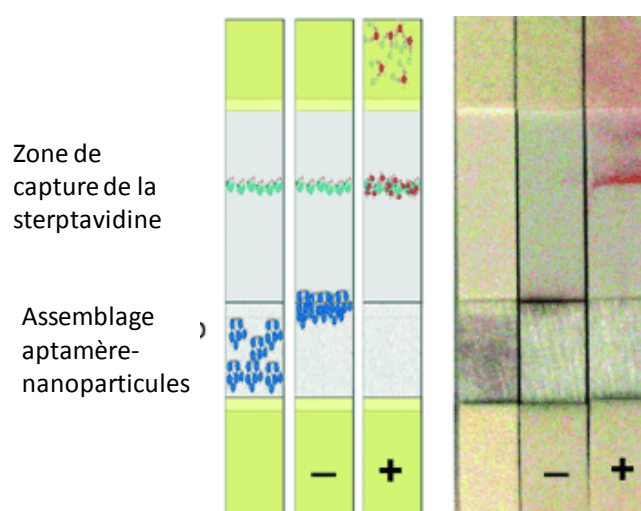 Zone de
capture de la
sterptavidine
Assemblage
aptamère-
nanoparticules
– + – +